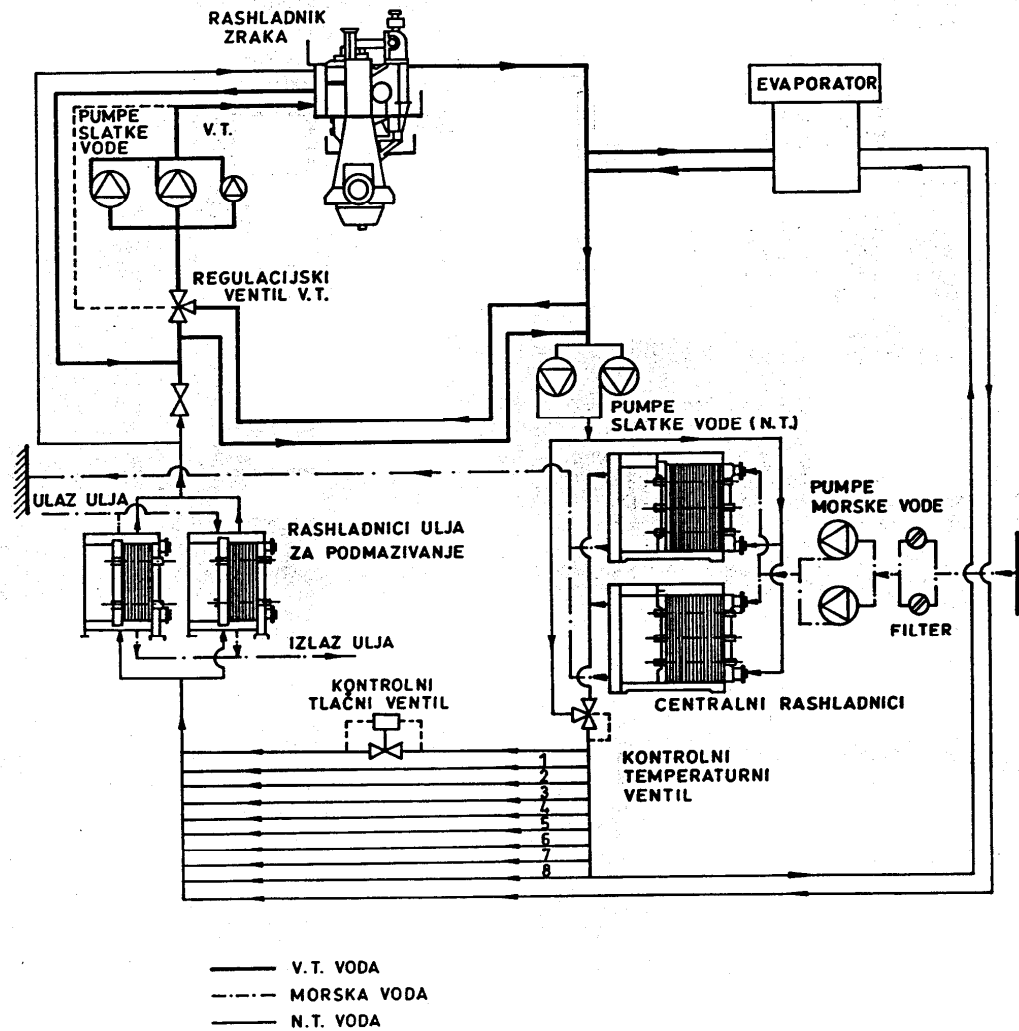 RASHLADNIK
ZRAKA
EVAPORATOR
PUMPE
SLATKE
VODE
V.T.
REGULACIJSKI
VENTIL V.T.
PUMPE
SLATKE VODE (N.T.)
ULAZ ULJA
RASHLADNICI ULJA
ZA PODMAZIVANJE
PUMPE
MORSKE VODE
FILTER
IZLAZ ULJA
CENTRALNI RASHLADNICI
KONTROLNI
TLAČNI VENTIL
KONTROLNI
TEMPERATURNI
VENTIL
1
2
3
4
5
6
7
8
V.T. VODA
MORSKA VODA
N.T. VODA